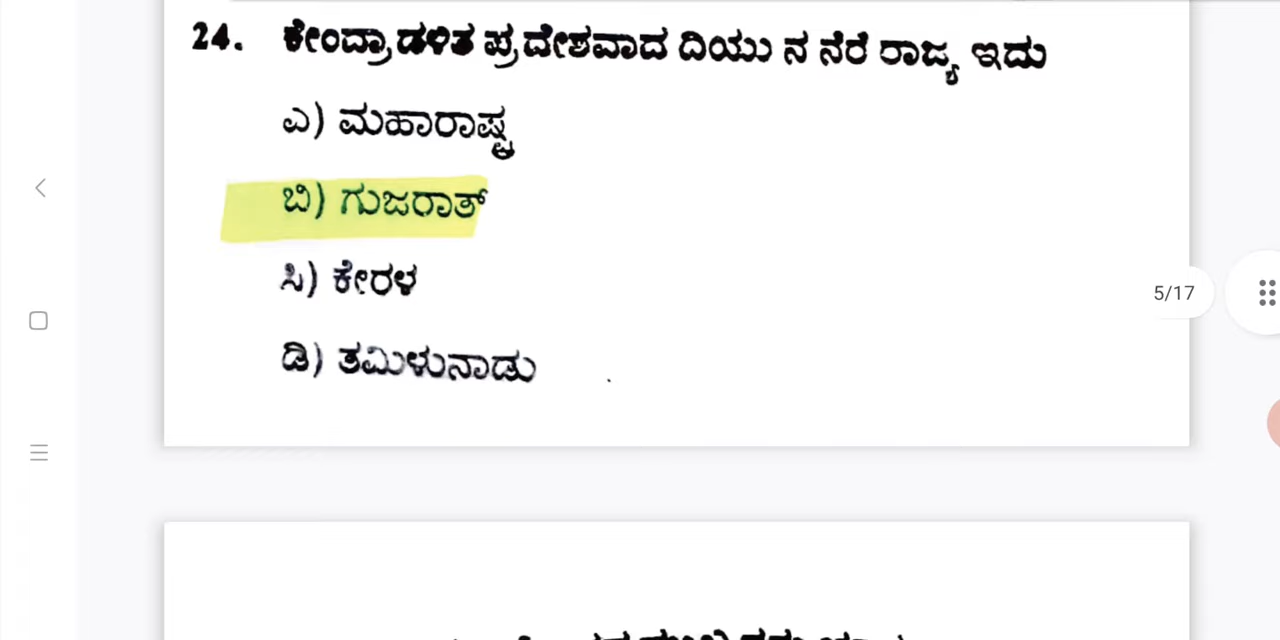 24. ಕೇಂದ್ರಾಡಳಿತ ಪ್ರದೇಶವಾದ ದಿಯು ನ ನೆರೆ ರಾಜ್ಯ ಇದು
ಎ) ಮಹಾರಾಷ್ಟ್ರ
ಬಿ) ಗುಜರಾತ್
ಸಿ) ಕೇರಳ
5/17
ಡಿ) ತಮಿಳುನಾಡು